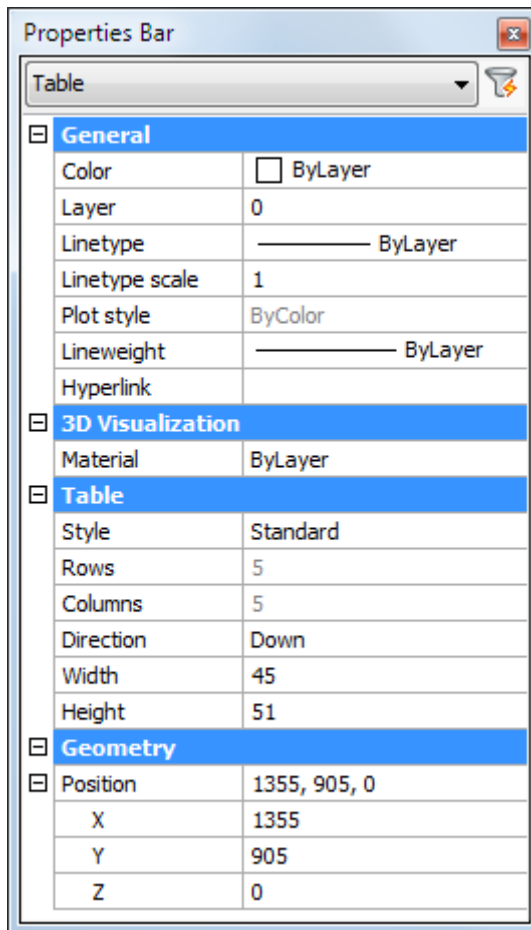 Properties Bar
Table
General
Color ByLayer
Layer 0
Linetype ByLayer
Linetype scale 1
Plot style ByColor
Lineweight ByLayer
Hyperlink
3D Visualization
Material ByLayer
Table
Style Standard
Rows 5
Columns 5
Direction Down
Width 45
Height 51
Geometry
Position 1355, 905, 0
X 1355
Y 905
Z 0